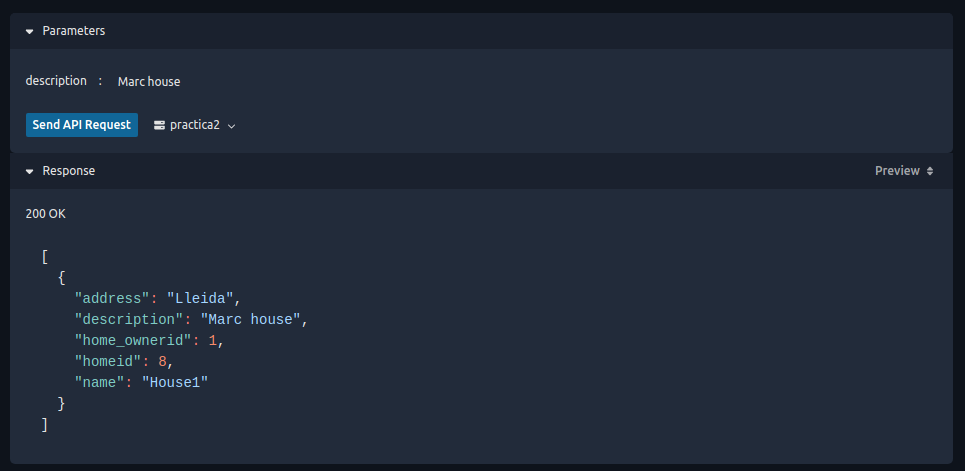 Parameters
description : Marc house
Send API Request practica2
Response Preview
200 OK
[
{
"address": "Lleida",
"description": "Marc house",
"home_ownerid": 1,
"homeid": 8,
"name": "House1"
}
]